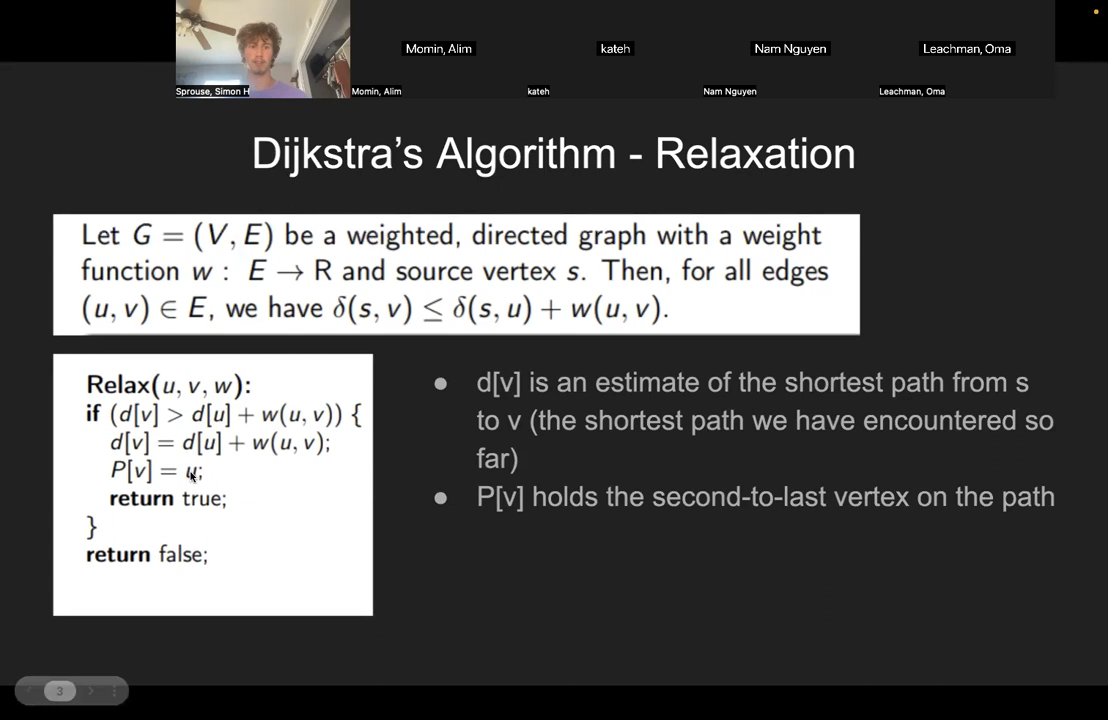 Momin, Alim
kateh
Nam Nguyen
Leachman, Oma
Sprouse, Simon H
Momin, Alim
kateh
Nam Nguyen
Leachman, Oma
Dijkstra's Algorithm - Relaxation
Let G = (V, E) be a weighted, directed graph with a weight
function w : E → R and source vertex s. Then, for all edges
(u, v) ∈ E, we have δ(s, v) ≤ δ(s, u) + w(u, v).
Relax(u, v, w):
if (d[v] > d[u] + w(u, v)) {
d[v] = d[u] + w(u, v);
P[v] = u;
return true;
}
return false;
● d[v] is an estimate of the shortest path from s
to v (the shortest path we have encountered so
far)
● P[v] holds the second-to-last vertex on the path
3